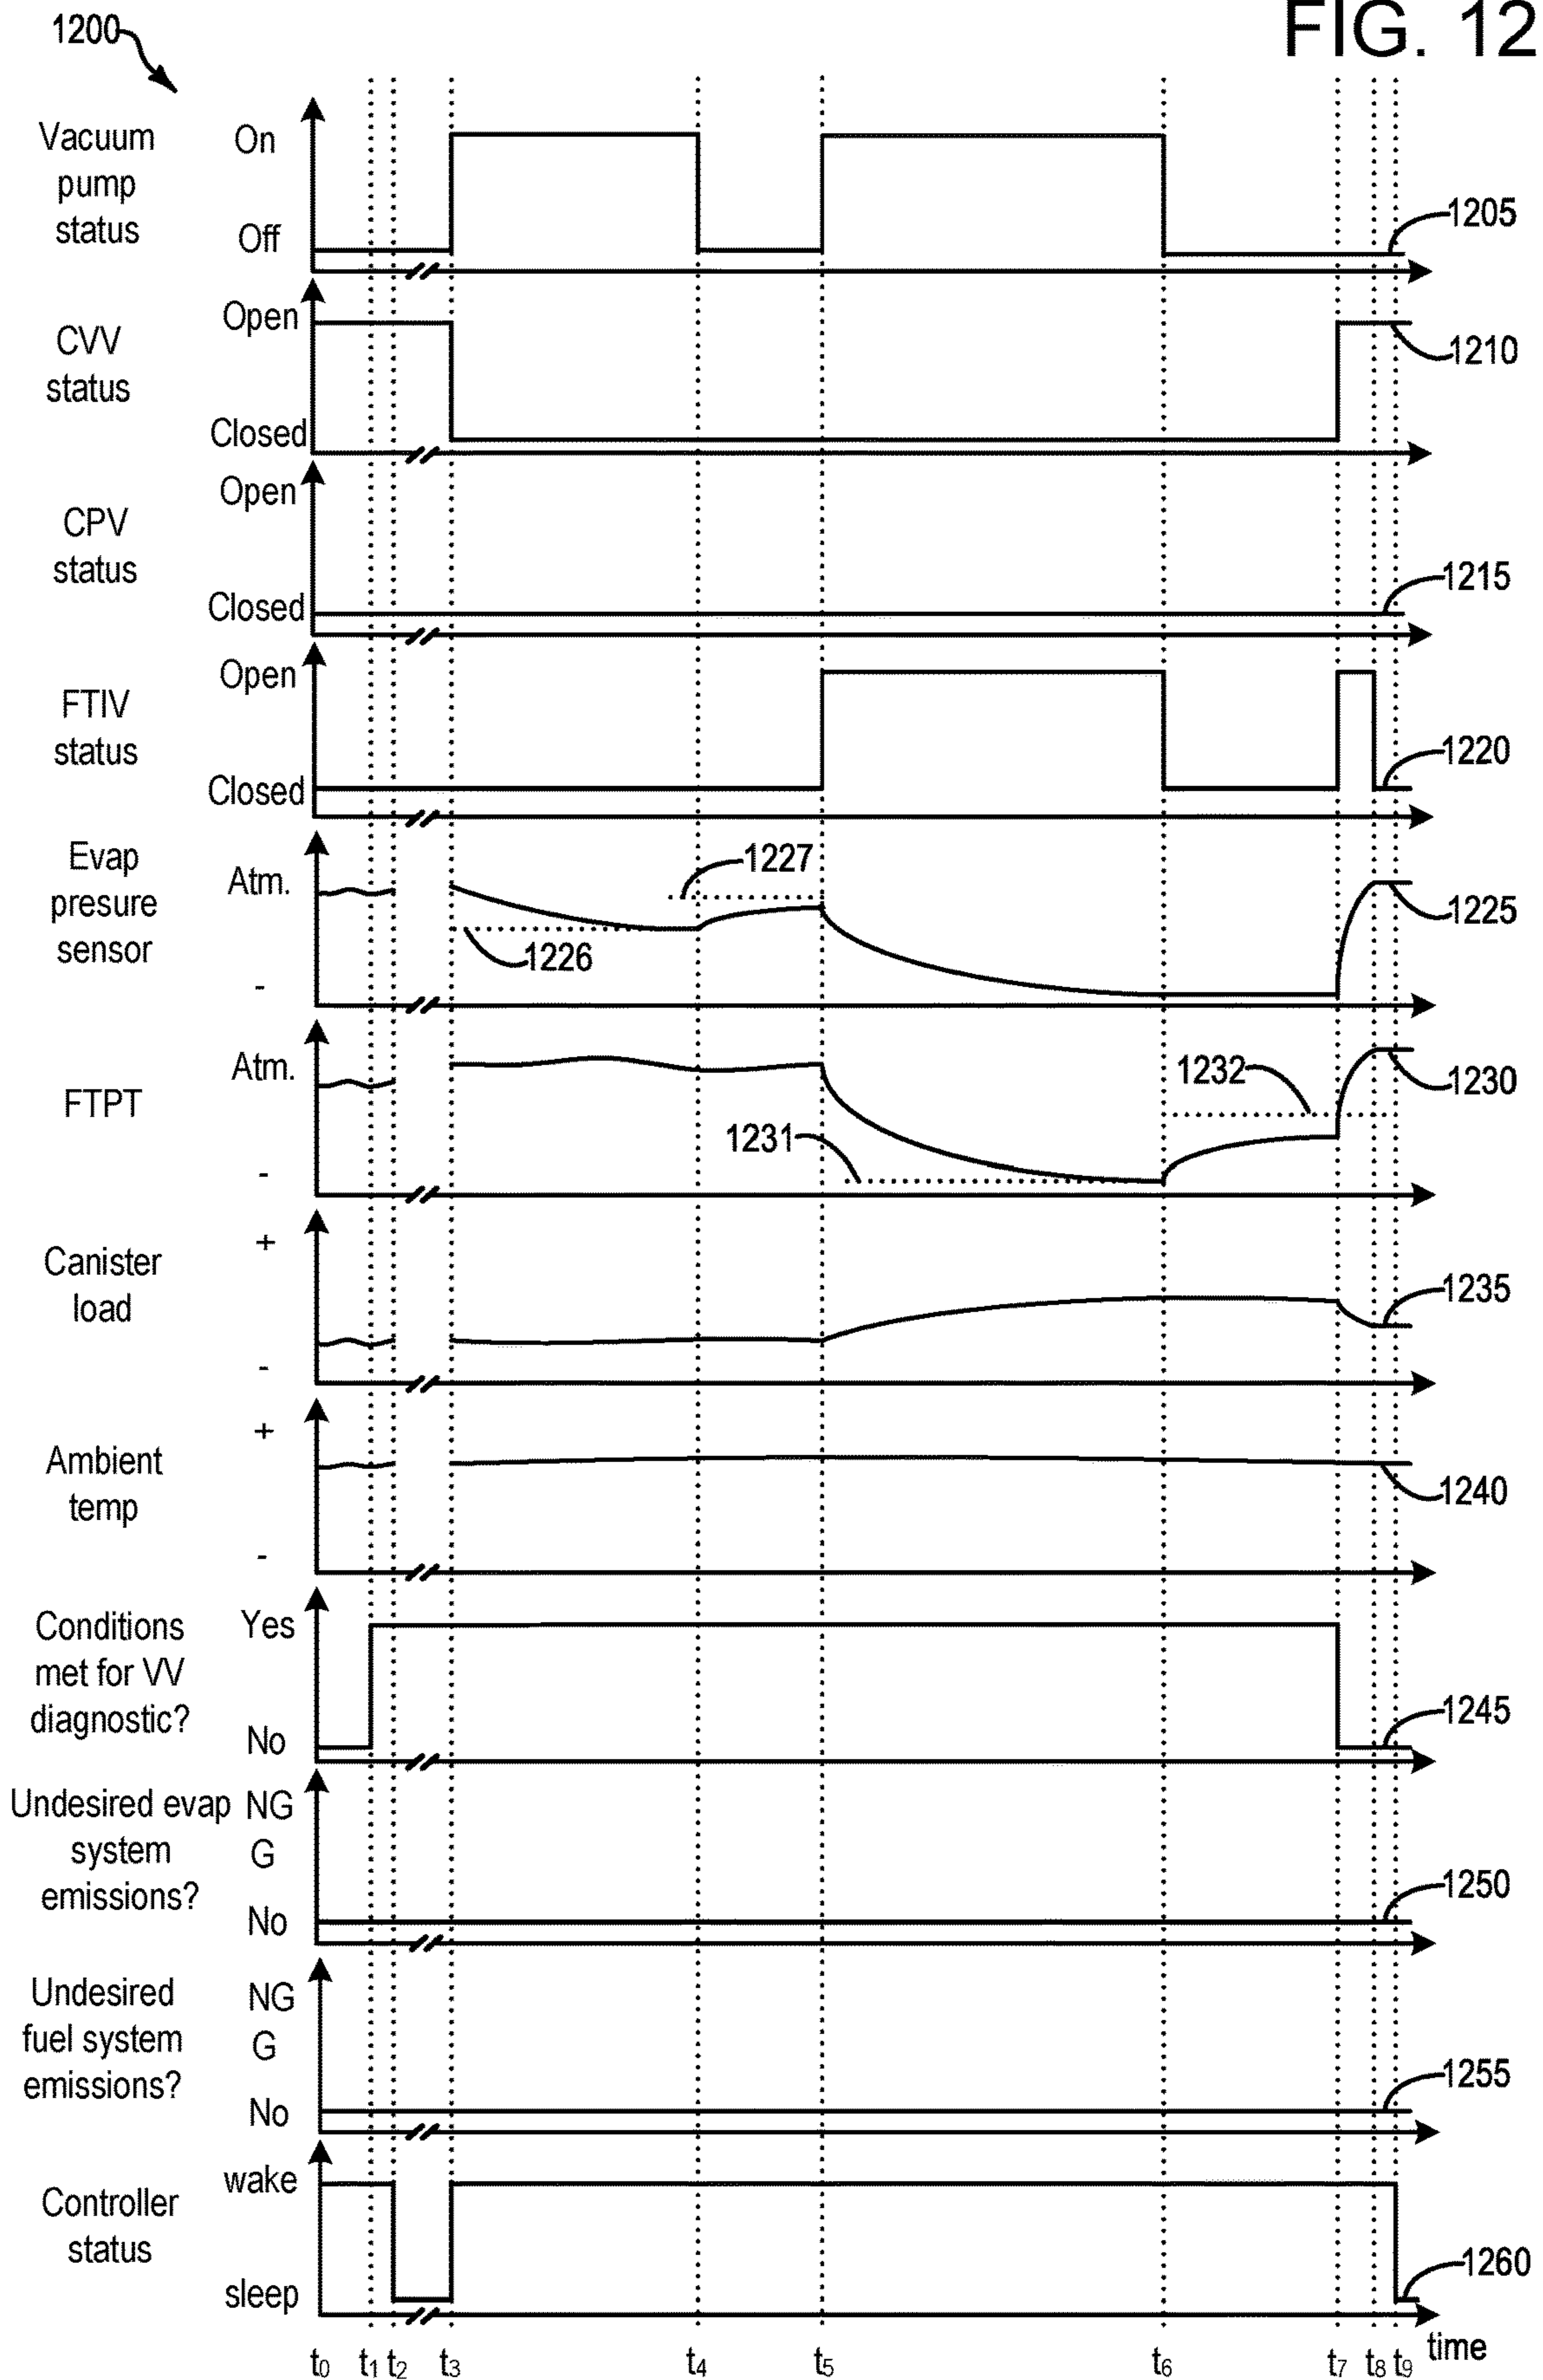 1200
FIG. 12
Vacuum
pump
status
On
Off
1205
CVV
status
Open
Closed
1210
CPV
status
Open
Closed
1215
FTIV
status
Open
Closed
1220
Evap
presure
sensor
Atm.
-
1227
1226
1225
FTPT
Atm.
-
1232
1231
1230
Canister
load
+
-
1235
Ambient
temp
+
-
1240
Conditions
met for VV
diagnostic?
Yes
No
1245
Undesired evap
system
emissions?
NG
G
No
1250
Undesired
fuel system
emissions?
NG
G
No
1255
Controller
status
wake
sleep
1260
t0 t1 t2 t3 t4 t5 t6 t7 t8 t9
time